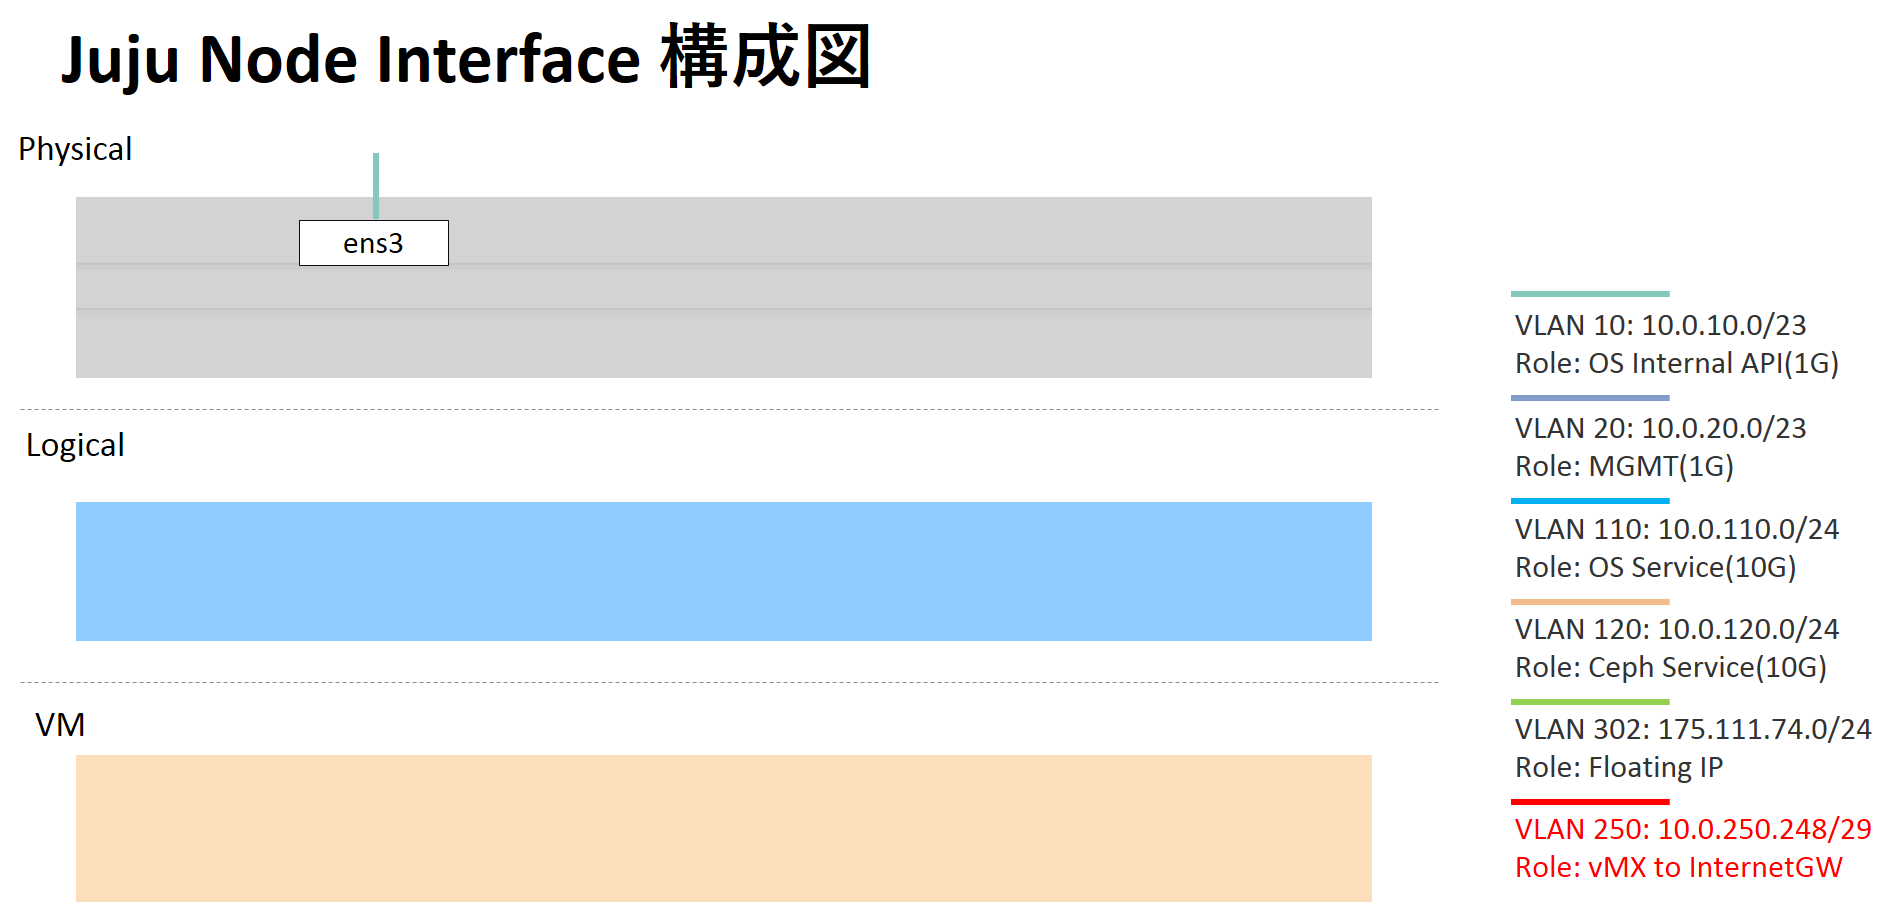 Juju Node Interface 構成図
Physical
ens3
Logical
VM
VLAN 10: 10.0.10.0/23
Role: OS Internal API(1G)
VLAN 20: 10.0.20.0/23
Role: MGMT(1G)
VLAN 110: 10.0.110.0/24
Role: OS Service(10G)
VLAN 120: 10.0.120.0/24
Role: Ceph Service(10G)
VLAN 302: 175.111.74.0/24
Role: Floating IP
VLAN 250: 10.0.250.248/29
Role: vMX to InternetGW